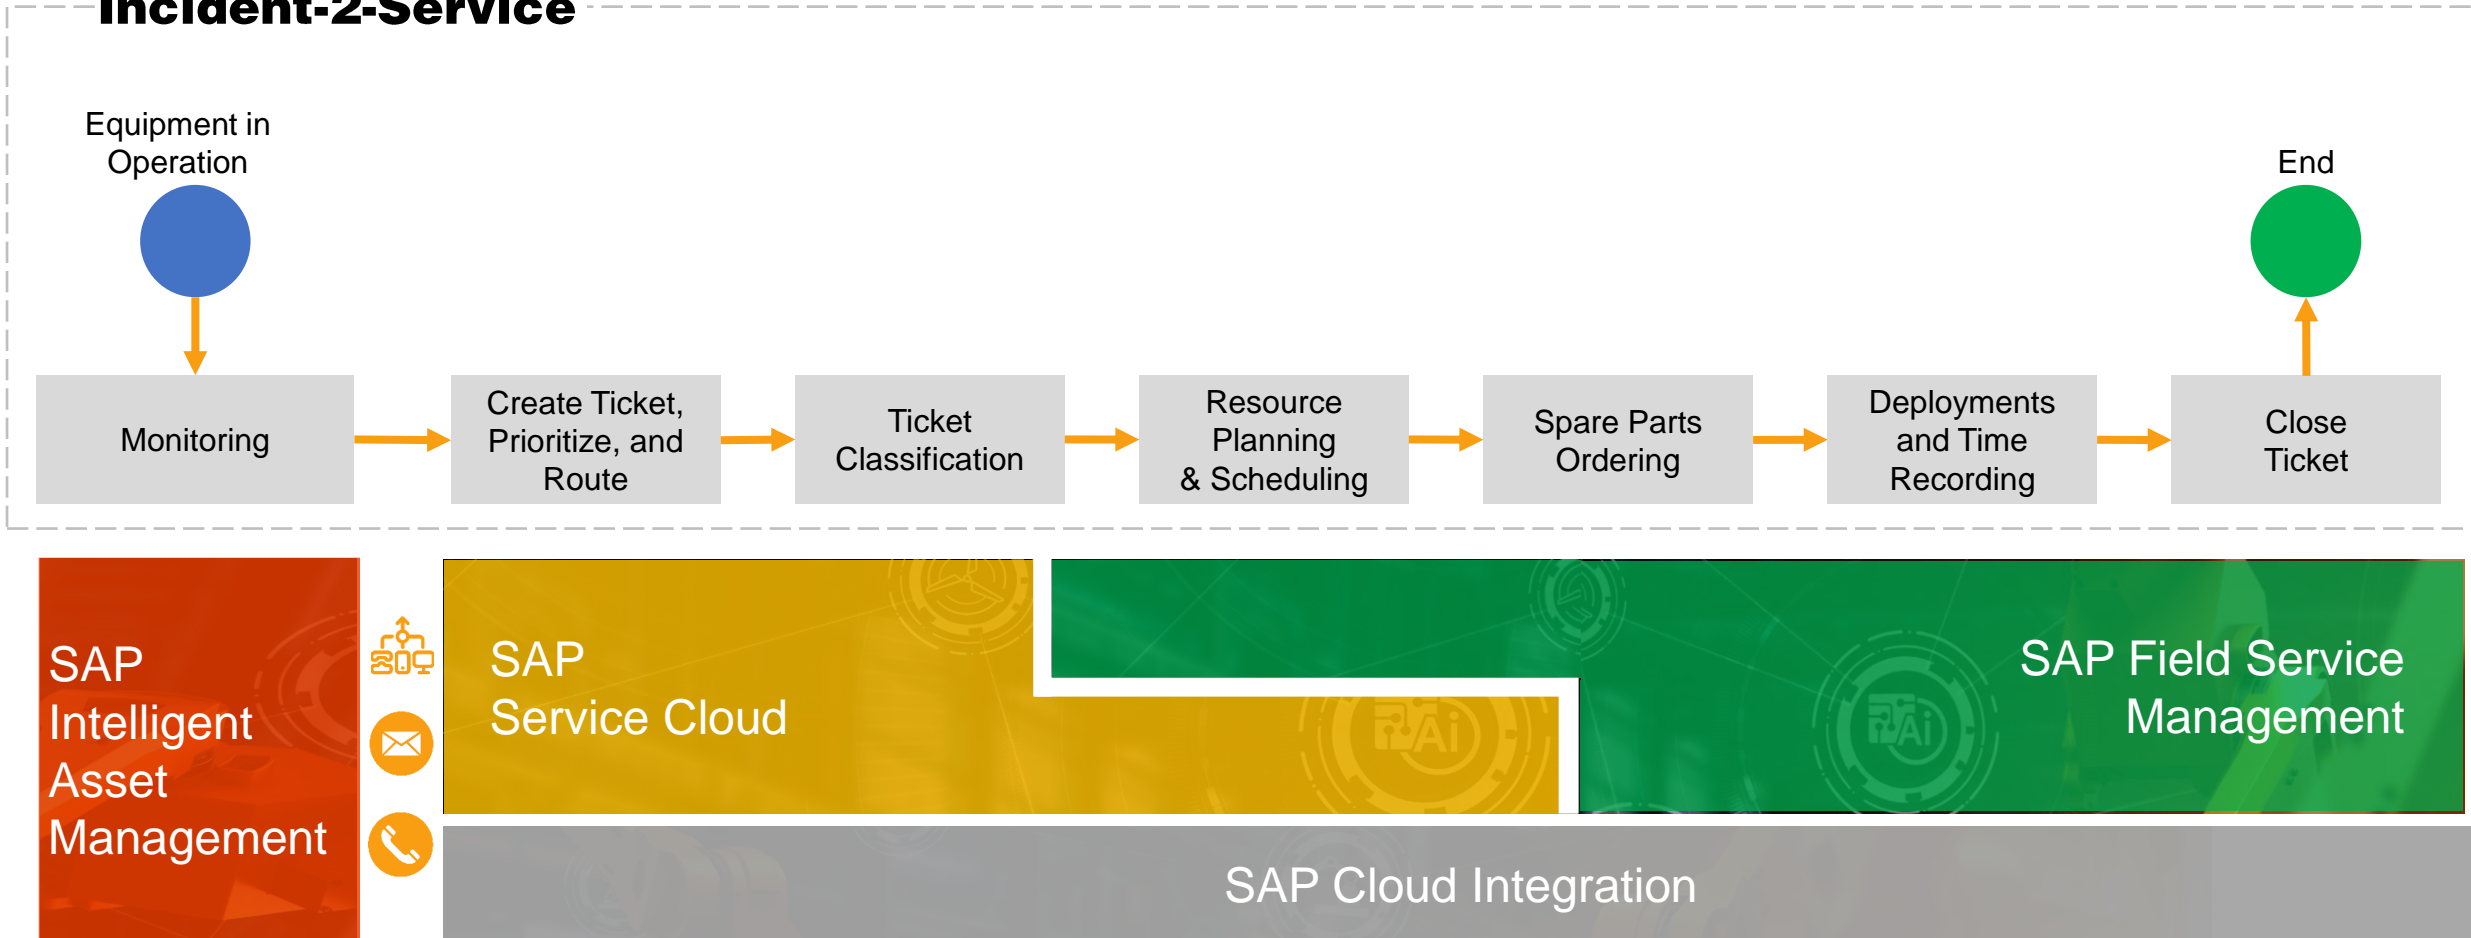 Incident-2-Service
Equipment in
Operation
End
Monitoring
Create Ticket,
Prioritize, and
Route
Ticket
Classification
Resource
Planning
& Scheduling
Spare Parts
Ordering
Deployments
and Time
Recording
Close
Ticket
SAP
Intelligent
Asset
Management
SAP
Service Cloud
Ai
SAP Field Service
Management
Ai
SAP Cloud Integration